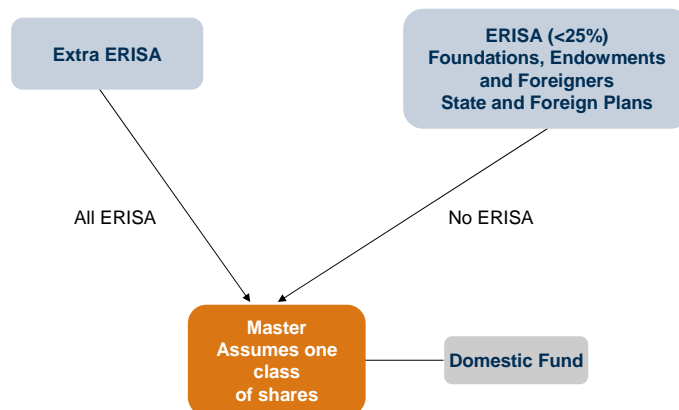 Extra ERISA
ERISA (<25%)
Foundations, Endowments
and Foreigners
State and Foreign Plans
All ERISA
No ERISA
Master
Assumes one
class
of shares
Domestic Fund